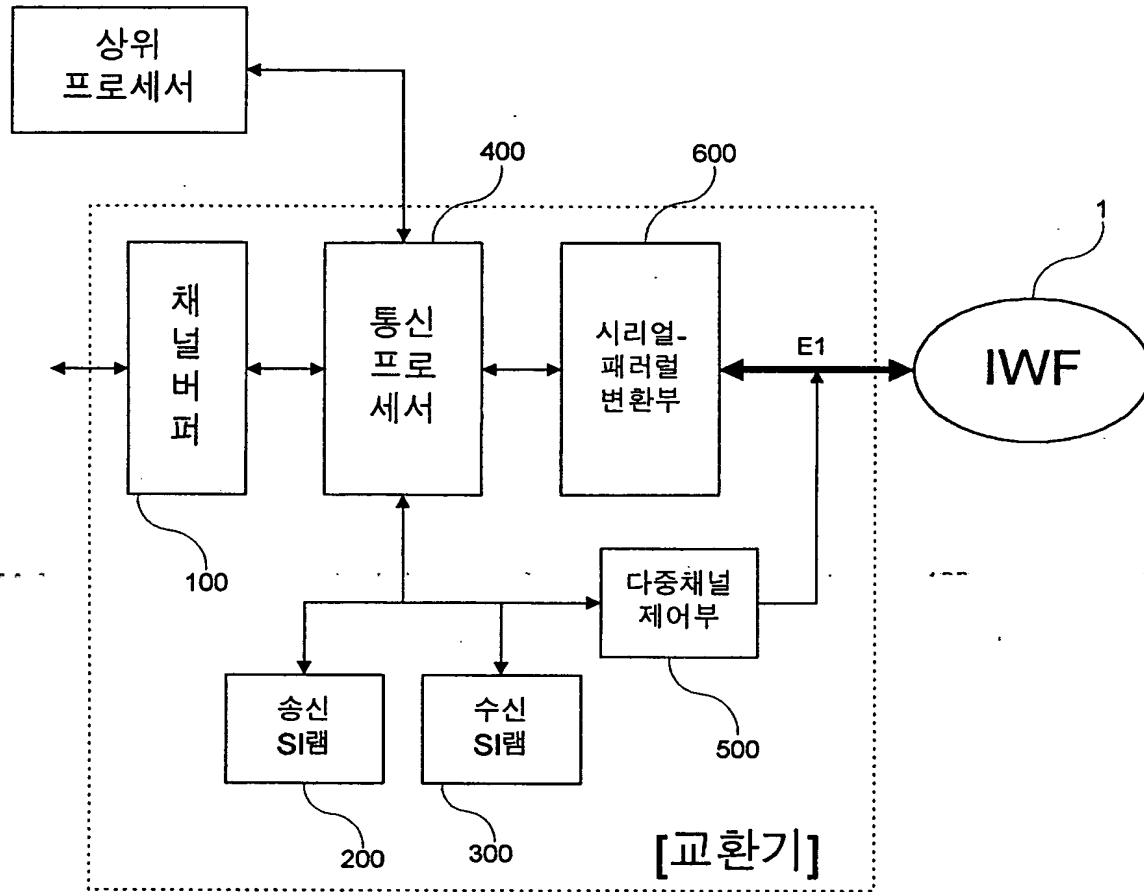 상위
프로세서
400
600
1
채
널
버
퍼
통신
프로
세서
시리얼-
패러럴
변환부
E1
IWF
100
다중채널
제어부
송신
SI램
수신
SI램
500
200
300
[교환기]